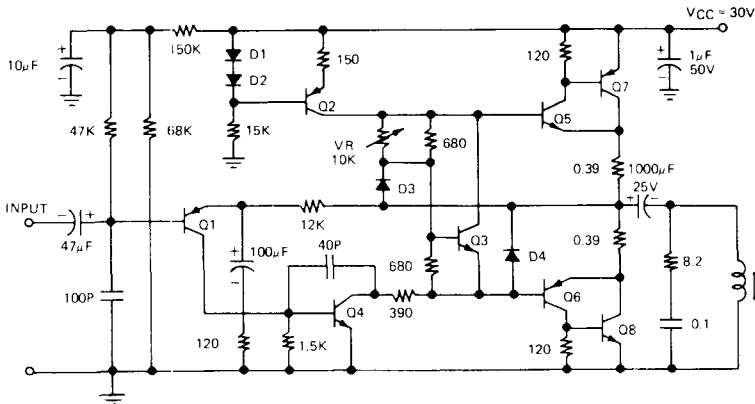 VCC = 30V
150K
D1
D2
150
120
10μF
1μF
50V
Q2
Q7
Q5
47K
68K
15K
VR
10K
680
0.39
1000μF
25V
D3
INPUT
Q1
12K
47μF
100μF
40P
Q3
D4
0.39
8.2
680
100P
Q4
390
Q6
Q8
120
1.5K
120
0.1